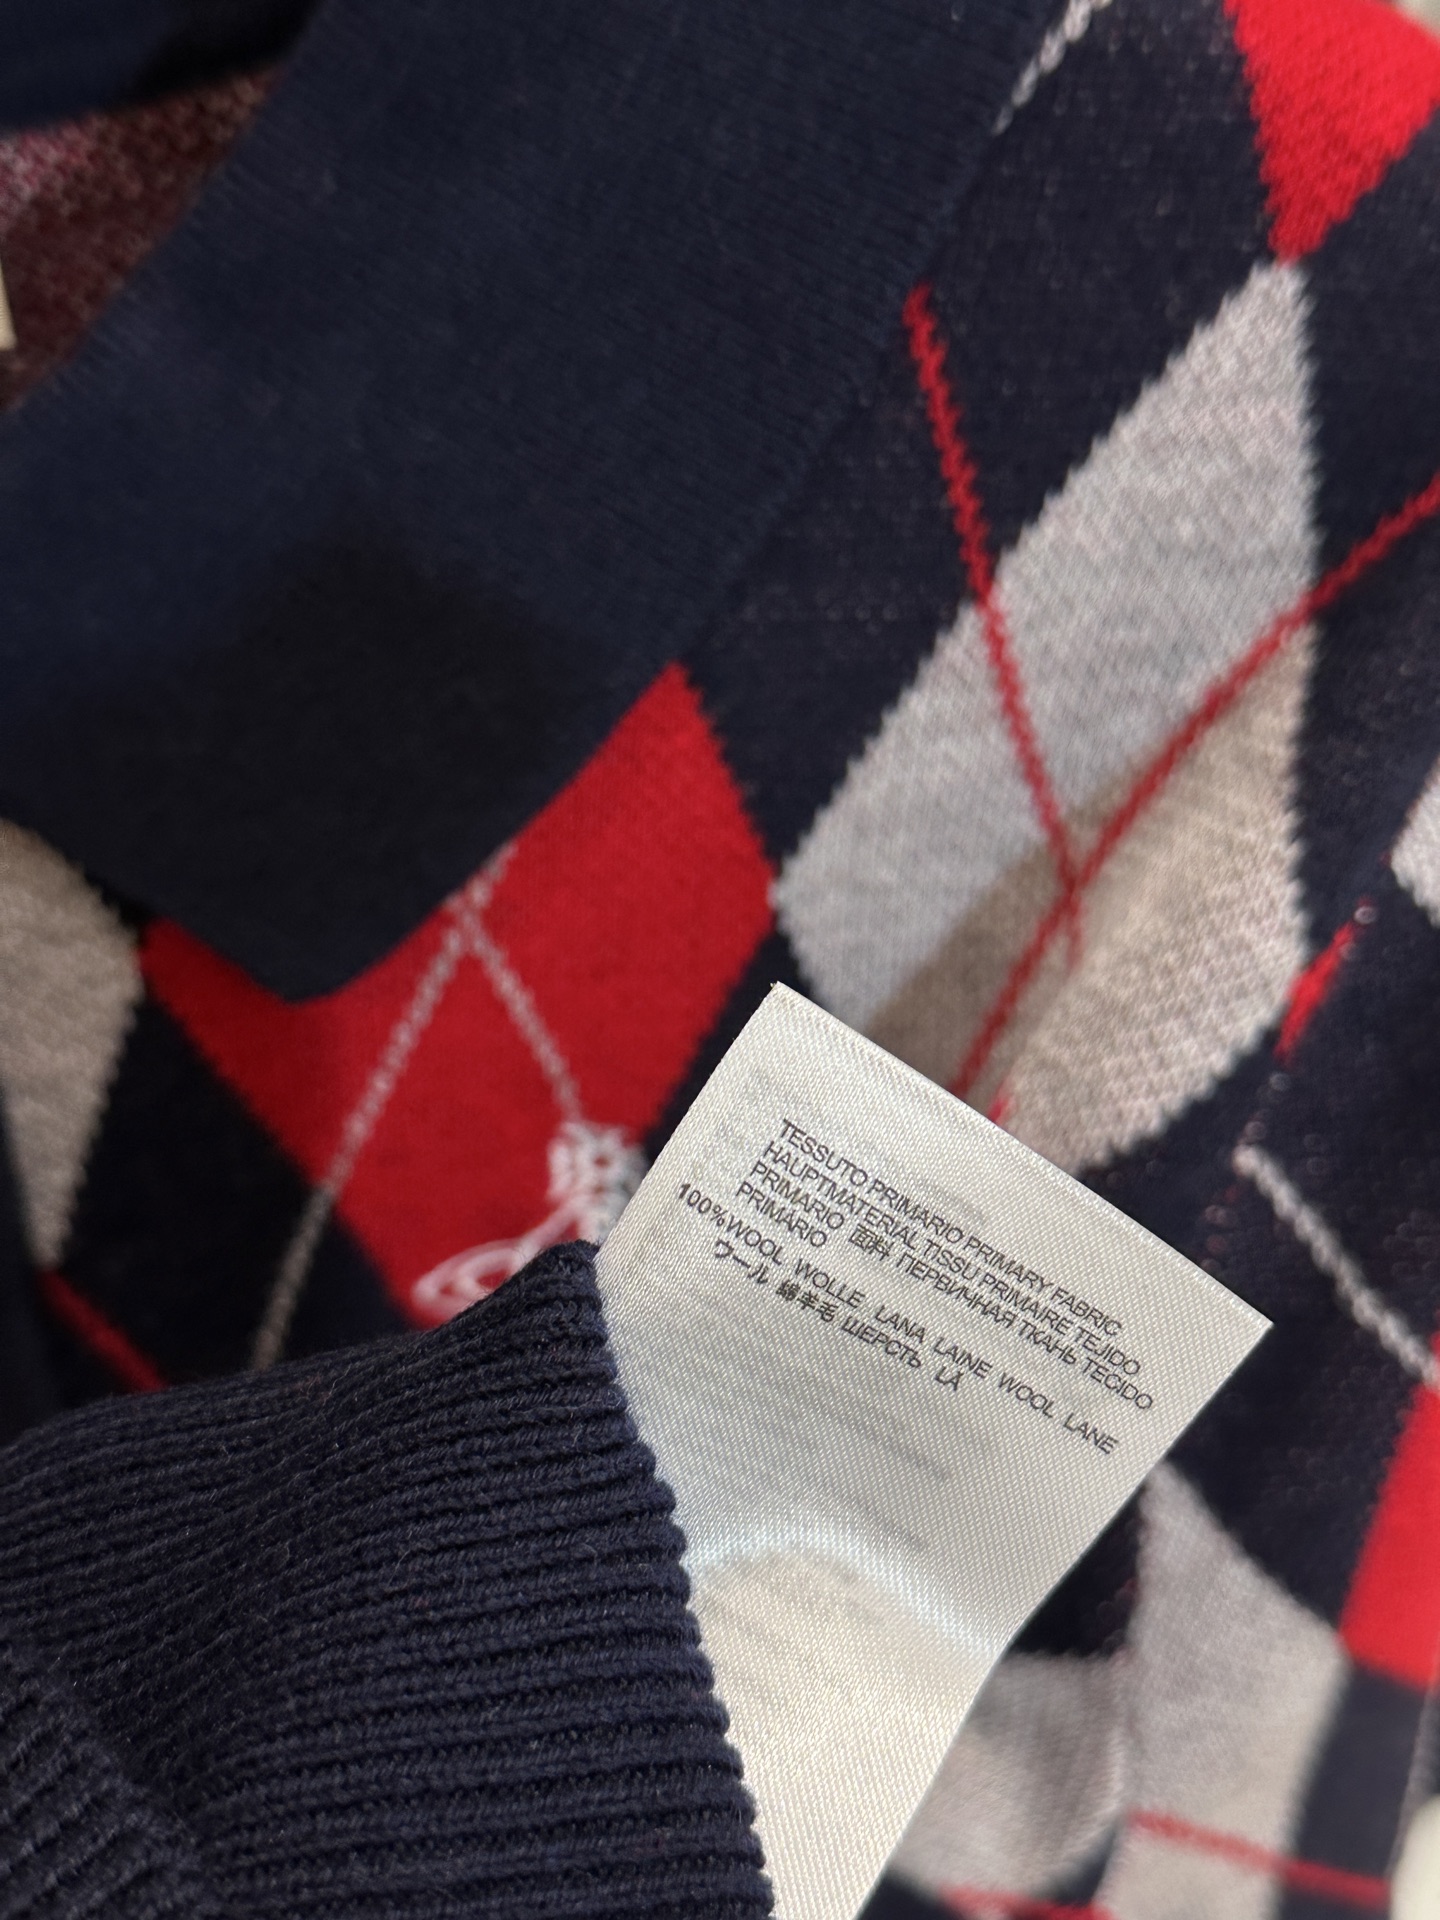 TESSUTO PRIMARIO PRIMARY FABRIC
HAUPTMATERIAL TISSU PRIMAIRE TEJIDO
PRIMARIO 面料 ПЕРВИЧНАЯ ТКАНЬ TECIDO
PRIMÁRIO
100%WOOL WOLLE LANA LAINE WOOL LANE
ウール 綿羊毛 ШЕРСТЬ LÃ